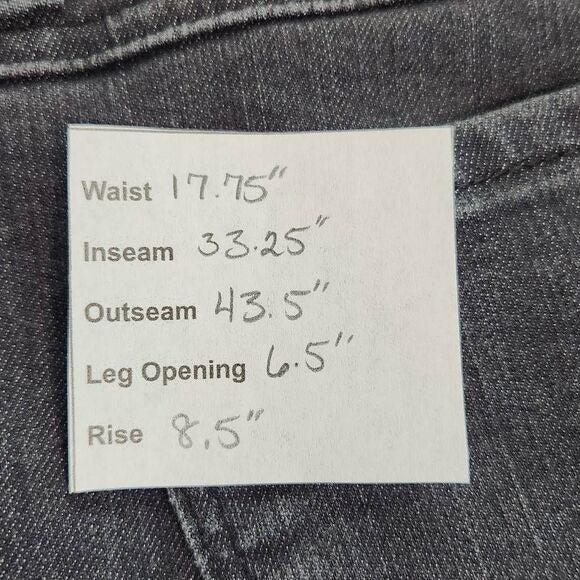 Waist 17.75"
Inseam 33.25"
Outseam 43.5"
Leg Opening 6.5"
Rise 8.5"